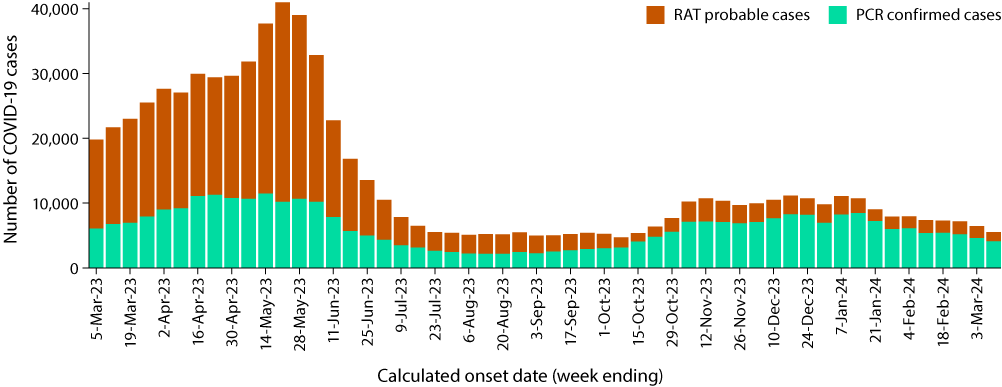 RAT probable cases
PCR confirmed cases
Number of COVID-19 cases
40,000
30,000
20,000
10,000
0
5-Mar-23
19-Mar-23
2-Apr-23
16-Apr-23
30-Apr-23
14-May-23
28-May-23
11-Jun-23
25-Jun-23
9-Jul-23
23-Jul-23
6-Aug-23
20-Aug-23
3-Sep-23
17-Sep-23
1-Oct-23
15-Oct-23
29-Oct-23
12-Nov-23
26-Nov-23
10-Dec-23
24-Dec-23
7-Jan-24
21-Jan-24
4-Feb-24
18-Feb-24
3-Mar-24
Calculated onset date (week ending)